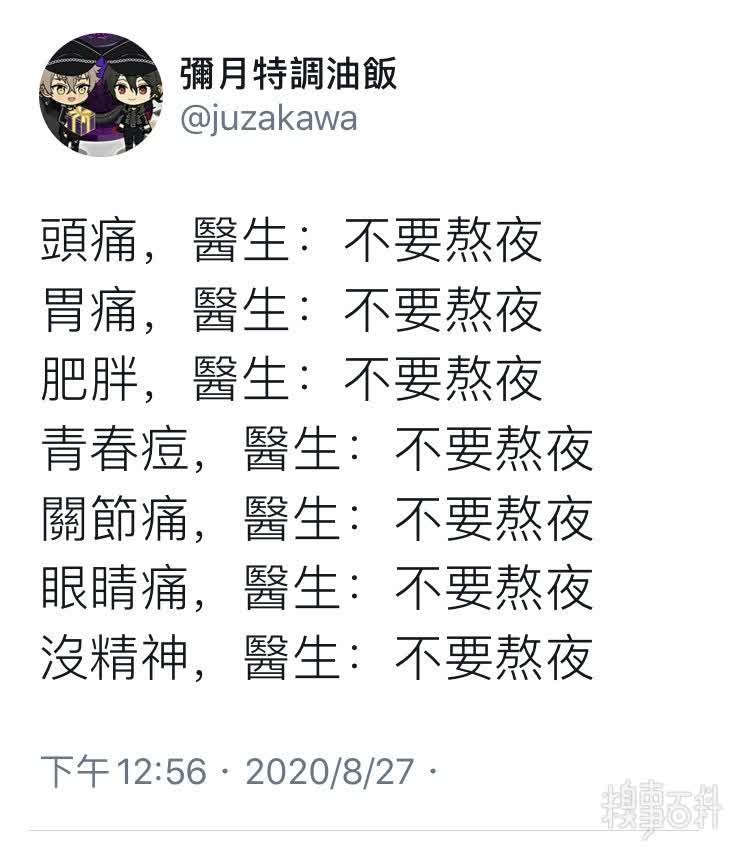 彌月特調油飯
@juzakawa
頭痛，醫生：不要熬夜
胃痛，醫生：不要熬夜
肥胖，醫生：不要熬夜
青春痘，醫生：不要熬夜
關節痛，醫生：不要熬夜
眼睛痛，醫生：不要熬夜
沒精神，醫生：不要熬夜
下午12:56 · 2020/8/27 ·
糗事百科